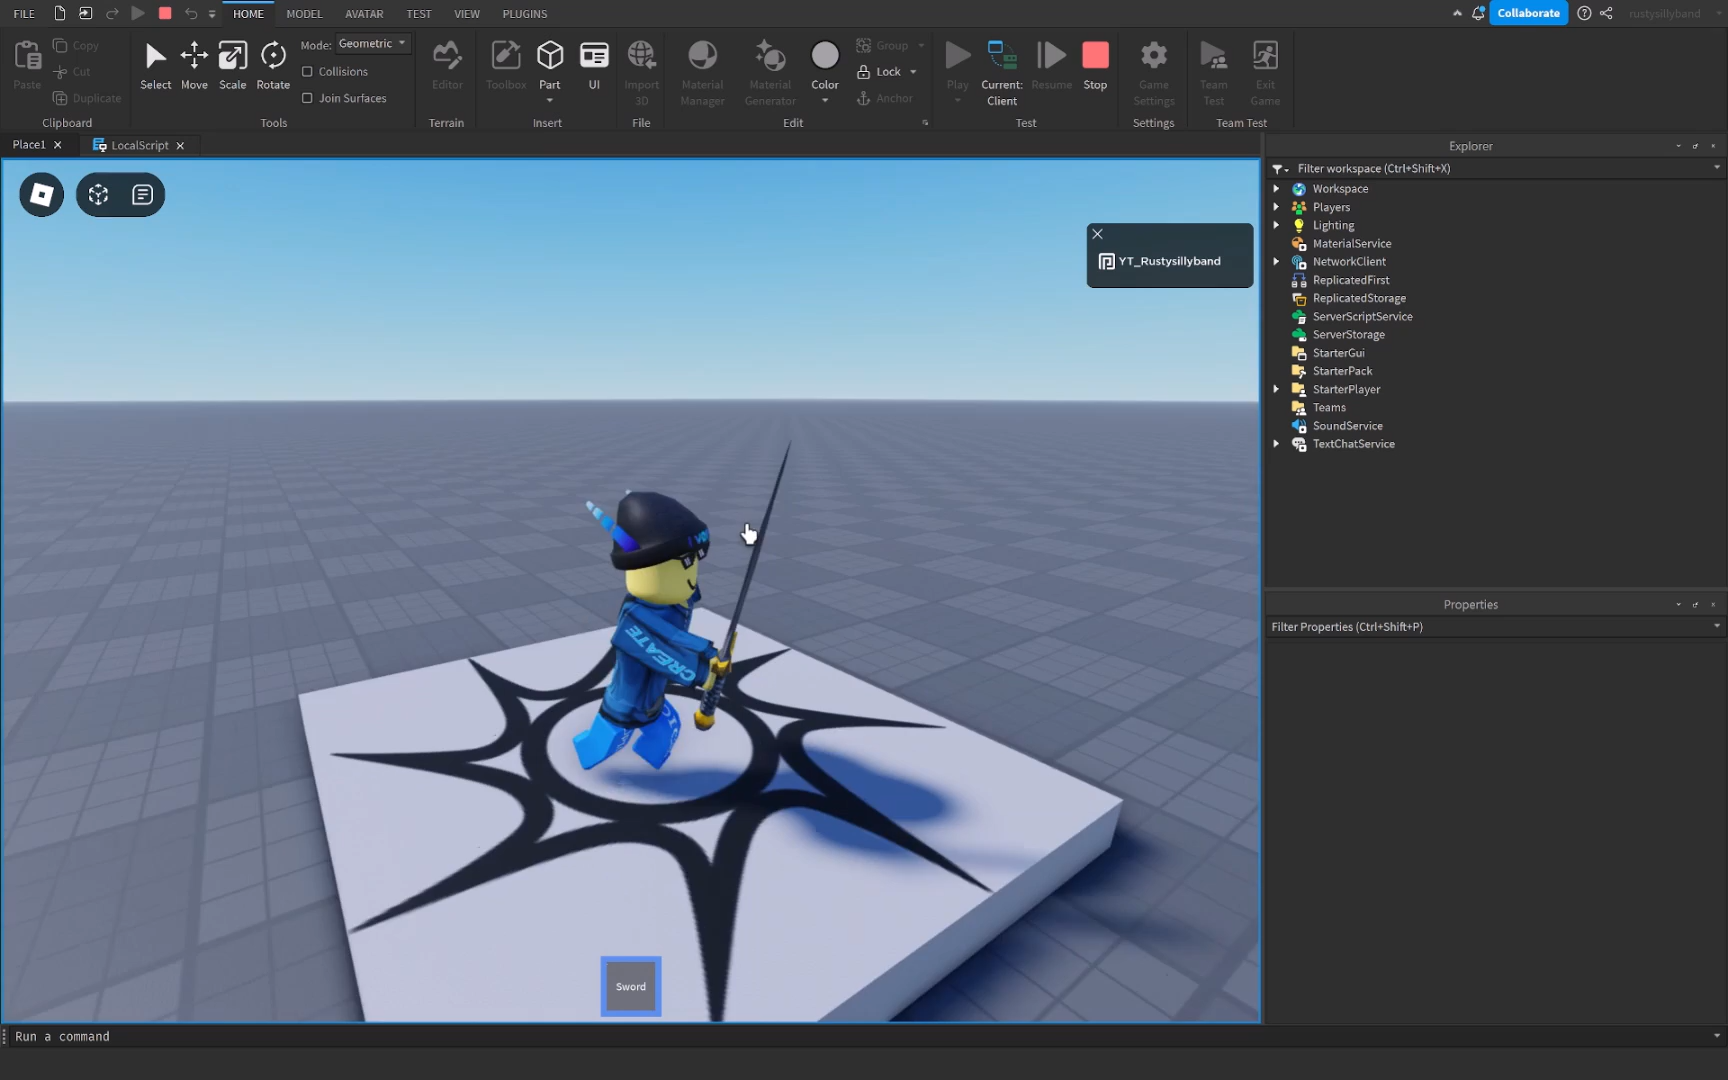 FILE HOME MODEL AVATAR TEST VIEW PLUGINS Collaborate rustysillyband
Copy
Cut
Paste Duplicate
Clipboard
Select Move Scale Rotate
Mode: Geometric
Collisions
Join Surfaces
Tools
Editor
Terrain
Toolbox Part UI
Insert
Import 3D
File
Material Manager
Material Generator
Color
Group
Lock
Anchor
Edit
Play Current: Client Resume Stop
Test
Game Settings
Settings
Team Test
Exit Game
Team Test
Place1 LocalScript
YT_Rustysillyband
CREATE
Sword
Run a command
Explorer
Filter workspace (Ctrl+Shift+X)
Workspace
Players
Lighting
MaterialService
NetworkClient
ReplicatedFirst
ReplicatedStorage
ServerScriptService
ServerStorage
StarterGui
StarterPack
StarterPlayer
Teams
SoundService
TextChatService
Properties
Filter Properties (Ctrl+Shift+P)